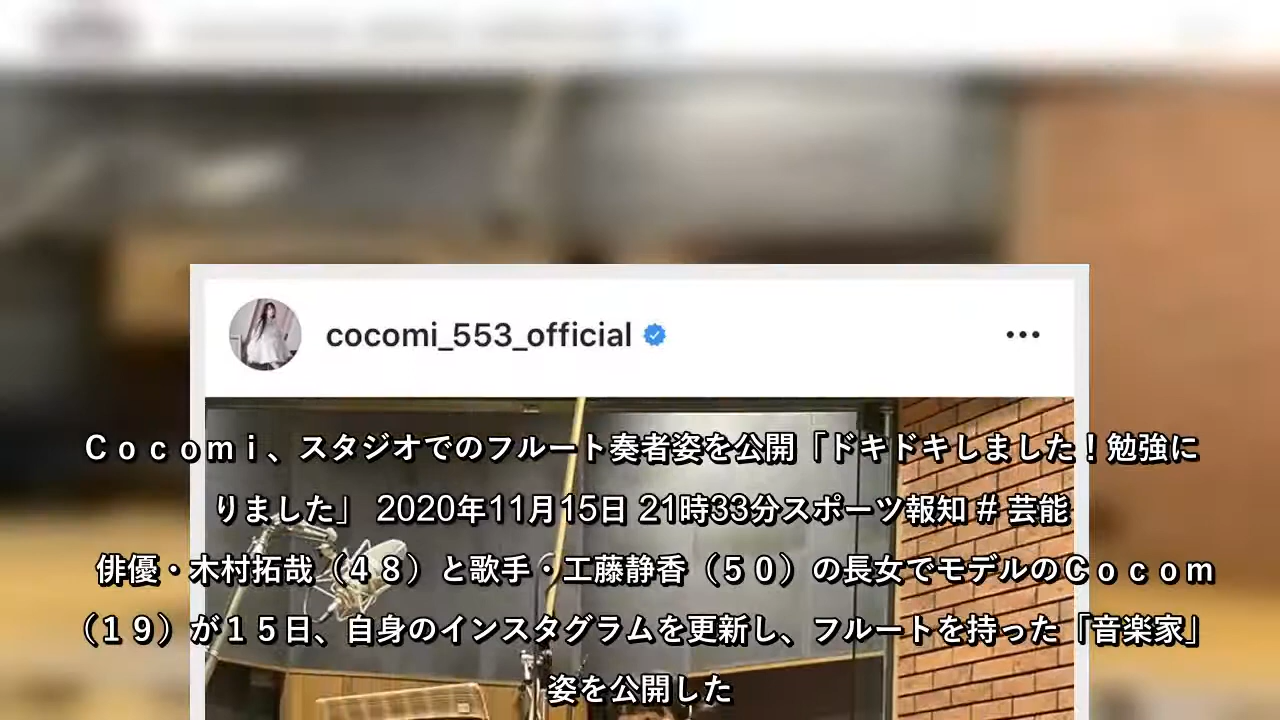 cocomi_553_official
Ｃｏｃｏｍｉ、スタジオでのフルート奏者姿を公開「ドキドキしました！勉強に
りました」 2020年11月15日 21時33分スポーツ報知＃芸能
俳優・木村拓哉（４８）と歌手・工藤静香（５０）の長女でモデルのＣｏｃｏｍ
（１９）が１５日、自身のインスタグラムを更新し、フルートを持った「音楽家」
姿を公開した